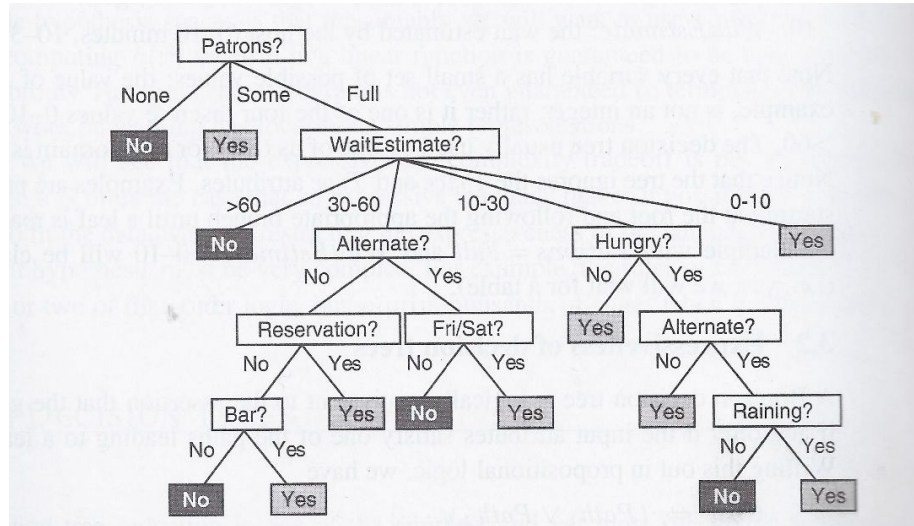 Patrons?
None Some Full
No Yes WaitEstimate?
>60 30-60 10-30 0-10
No Alternate? Hungry? Yes
No Yes No Yes
Reservation? Fri/Sat? Yes Alternate?
No Yes No Yes No Yes
Bar? Yes No Yes Yes Raining?
No Yes No Yes
No Yes No Yes